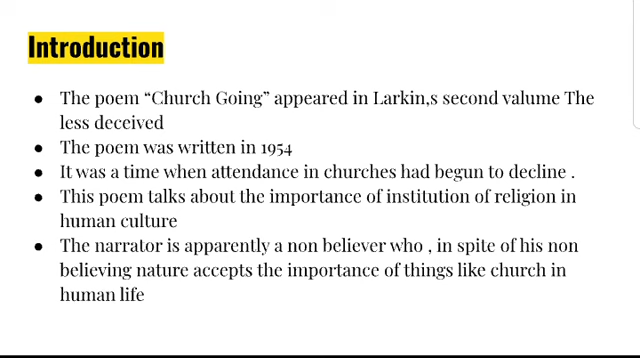 Introduction
● The poem “Church Going” appeared in Larkin,s second valume The
less deceived
● The poem was written in 1954
● It was a time when attendance in churches had begun to decline .
● This poem talks about the importance of institution of religion in
human culture
● The narrator is apparently a non believer who , in spite of his non
believing nature accepts the importance of things like church in
human life